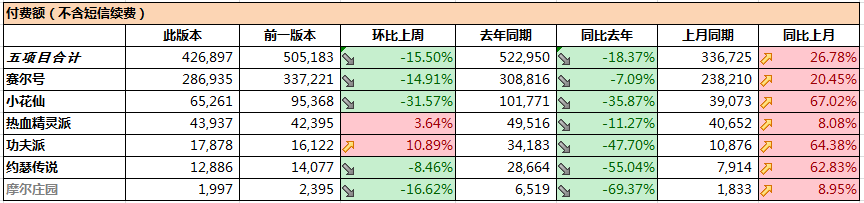 付费额（不含短信续费）
此版本 前一版本 环比上周 去年同期 同比去年 上月同期 同比上月
五项目合计 426,897 505,183 -15.50% 522,950 -18.37% 336,725 26.78%
赛尔号 286,935 337,221 -14.91% 308,816 -7.09% 238,210 20.45%
小花仙 65,261 95,368 -31.57% 101,771 -35.87% 39,073 67.02%
热血精灵派 43,937 42,395 3.64% 49,516 -11.27% 40,652 8.08%
功夫派 17,878 16,122 10.89% 34,183 -47.70% 10,876 64.38%
约瑟传说 12,886 14,077 -8.46% 28,664 -55.04% 7,914 62.83%
摩尔庄园 1,997 2,395 -16.62% 6,519 -69.37% 1,833 8.95%